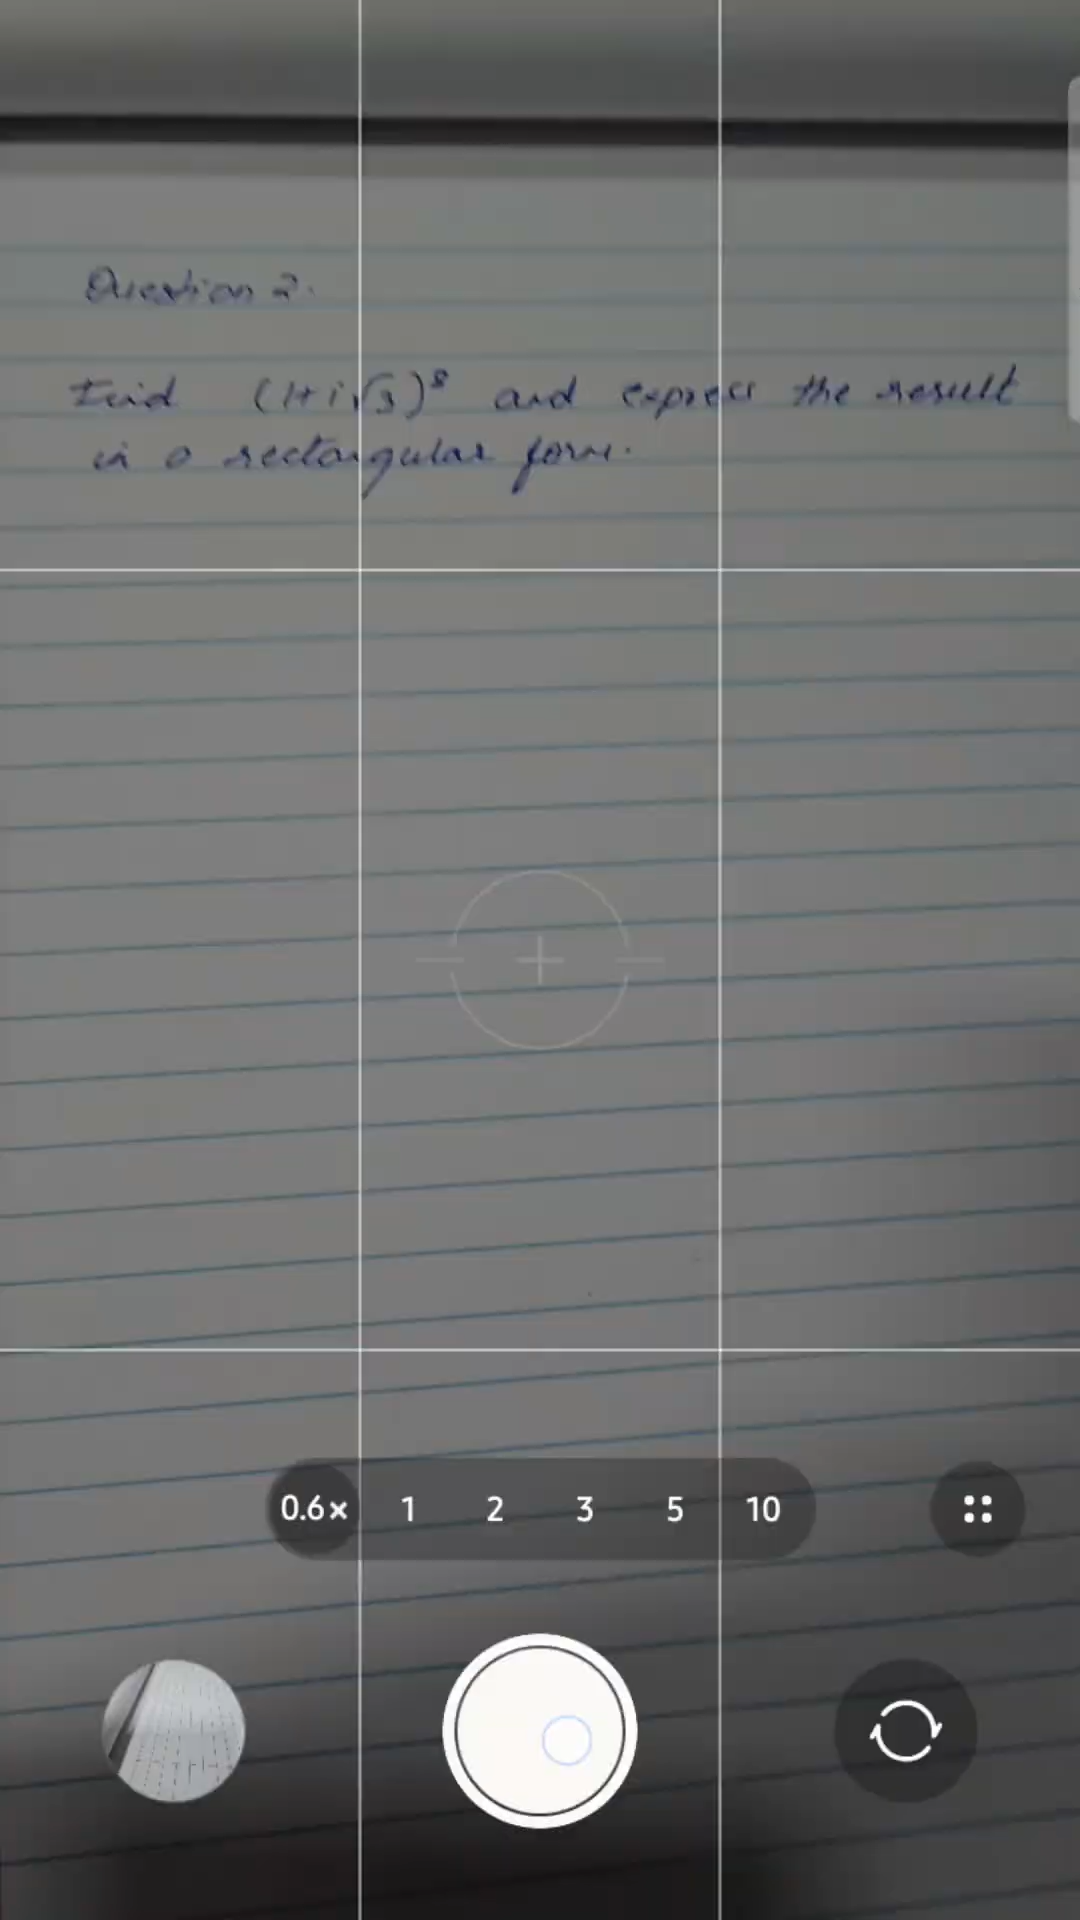 Question 2.
Find (1+i√3)⁸ and express the result
in a rectangular form.
0.6× 1 2 3 5 10